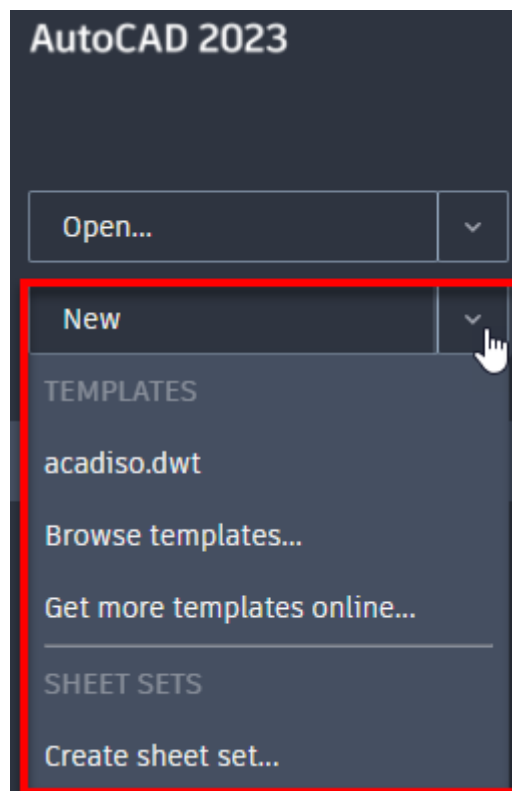 AutoCAD 2023
Open...
New
TEMPLATES
acadiso.dwt
Browse templates...
Get more templates online...
SHEET SETS
Create sheet set...